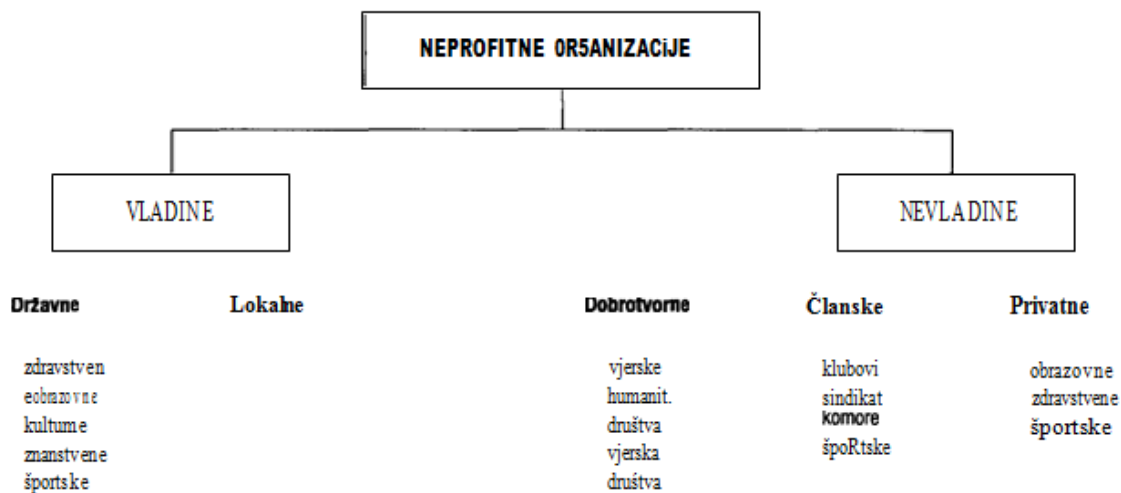 NEPROFITNE 0R5ANIZACiJE
VLADINE
NEVLADINE
Državne
Lokalne
Dobrotvorne
Članske
Privatne
zdravstven
eobrazovne
kultume
znanstvene
športske
vjerske
humanit.
društva
vjerska
društva
klubovi
sindikat
komore
špoRtske
obrazovne
zdravstvene
športske